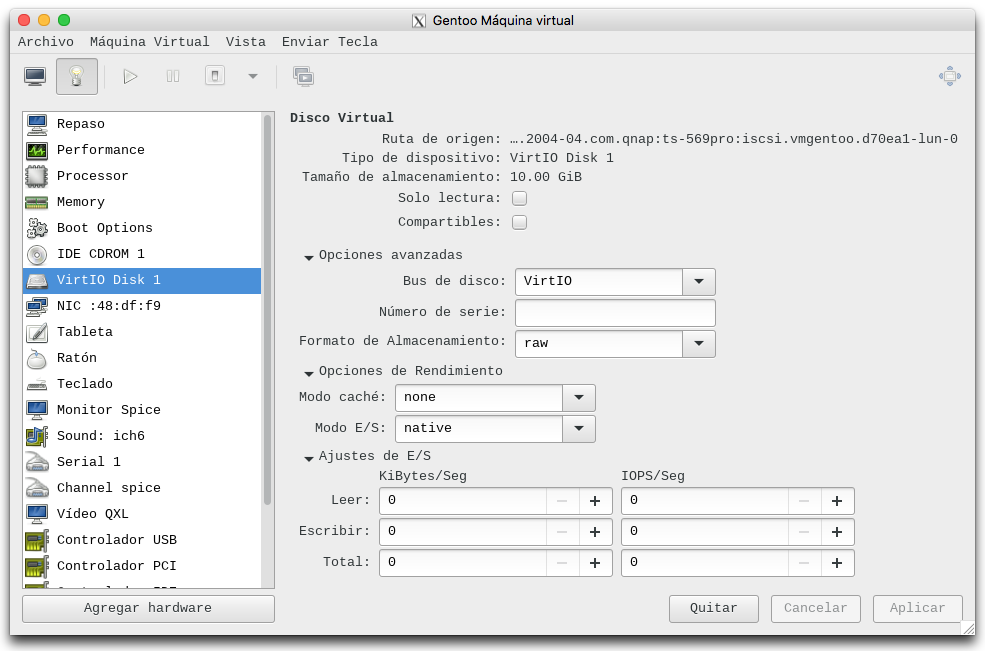 Gentoo Máquina virtual
Archivo Máquina Virtual Vista Enviar Tecla
Repaso
Performance
Processor
Memory
Boot Options
IDE CDROM 1
VirtIO Disk 1
NIC :48:df:f9
Tableta
Ratón
Teclado
Monitor Spice
Sound: ich6
Serial 1
Channel spice
Vídeo QXL
Controlador USB
Controlador PCI
Agregar hardware
Disco Virtual
Ruta de origen: ….2004-04.com.qnap:ts-569pro:iscsi.vmgentoo.d70ea1-lun-0
Tipo de dispositivo: VirtIO Disk 1
Tamaño de almacenamiento: 10.00 GiB
Solo lectura:
Compartibles:
Opciones avanzadas
Bus de disco: VirtIO
Número de serie:
Formato de Almacenamiento: raw
Opciones de Rendimiento
Modo caché: none
Modo E/S: native
Ajustes de E/S
KiBytes/Seg IOPS/Seg
Leer: 0 0
Escribir: 0 0
Total: 0 0
Quitar Cancelar Aplicar